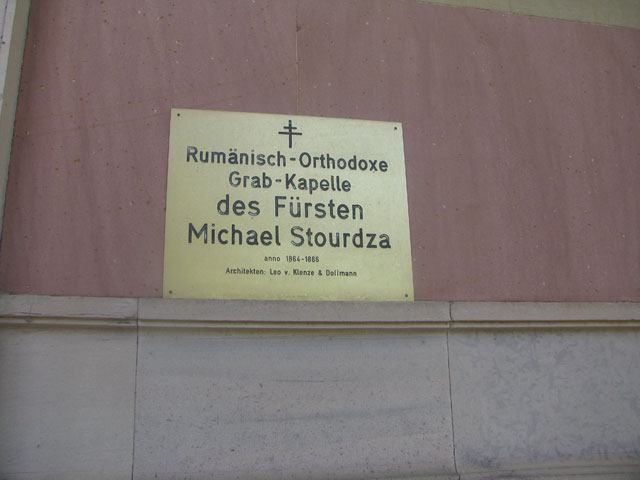 Rumänisch-Orthodoxe
Grab-Kapelle
des Fürsten
Michael Stourdza
anno 1864-1866
Architekten: Leo v. Klenze & Dollmann